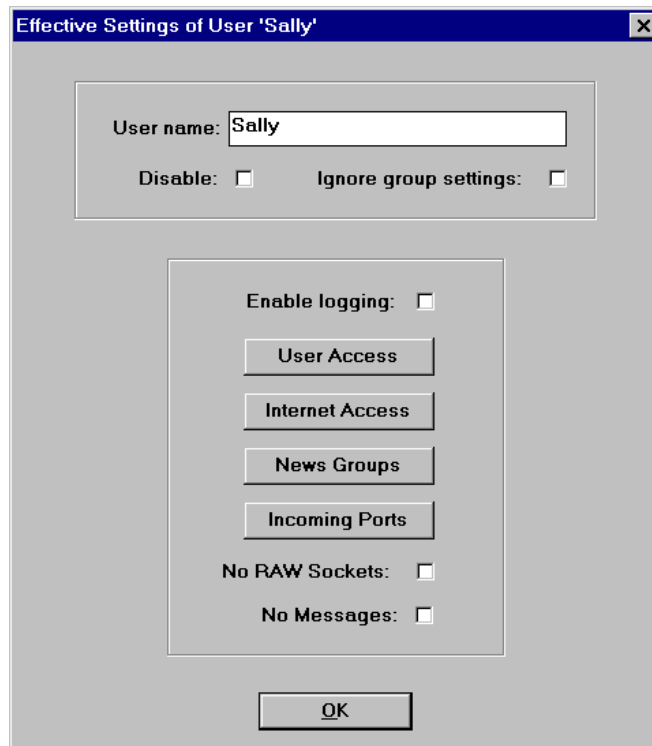 Effective Settings of User 'Sally'
User name: Sally
Disable: Ignore group settings:
Enable logging:
User Access
Internet Access
News Groups
Incoming Ports
No RAW Sockets:
No Messages:
OK